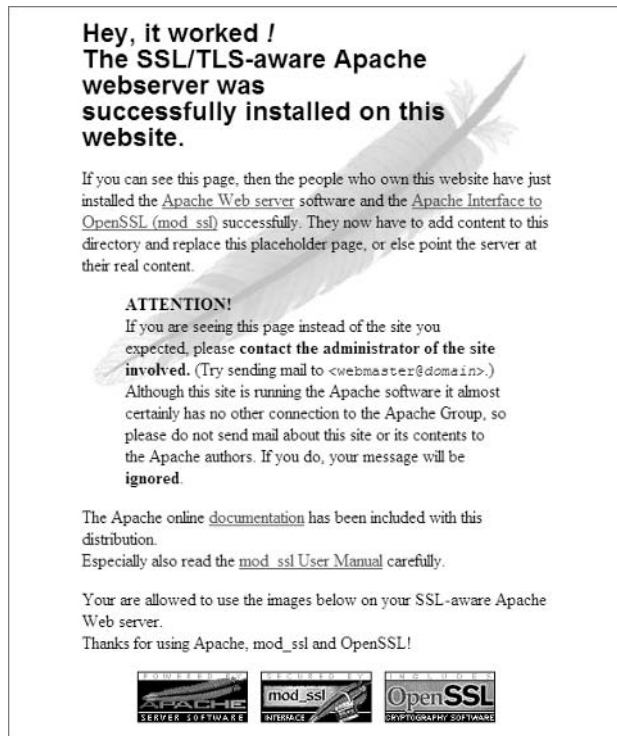 Hey, it worked !
The SSL/TLS-aware Apache
webserver was
successfully installed on this
website.
If you can see this page, then the people who own this website have just
installed the Apache Web server software and the Apache Interface to
OpenSSL (mod_ssl) successfully. They now have to add content to this
directory and replace this placeholder page, or else point the server at
their real content.
ATTENTION!
If you are seeing this page instead of the site you
expected, please contact the administrator of the site
involved. (Try sending mail to <webmaster@domain>.)
Although this site is running the Apache software it almost
certainly has no other connection to the Apache Group, so
please do not send mail about this site or its contents to
the Apache authors. If you do, your message will be
ignored.
The Apache online documentation has been included with this
distribution.
Especially also read the mod_ssl User Manual carefully.
Your are allowed to use the images below on your SSL-aware Apache
Web server.
Thanks for using Apache, mod_ssl and OpenSSL!
POWERED BY
APACHE
SERVER SOFTWARE
SECURED BY
mod_ssl
INTERFACE
INCLUDES
OpenSSL
CRYPTOGRAPHY SOFTWARE